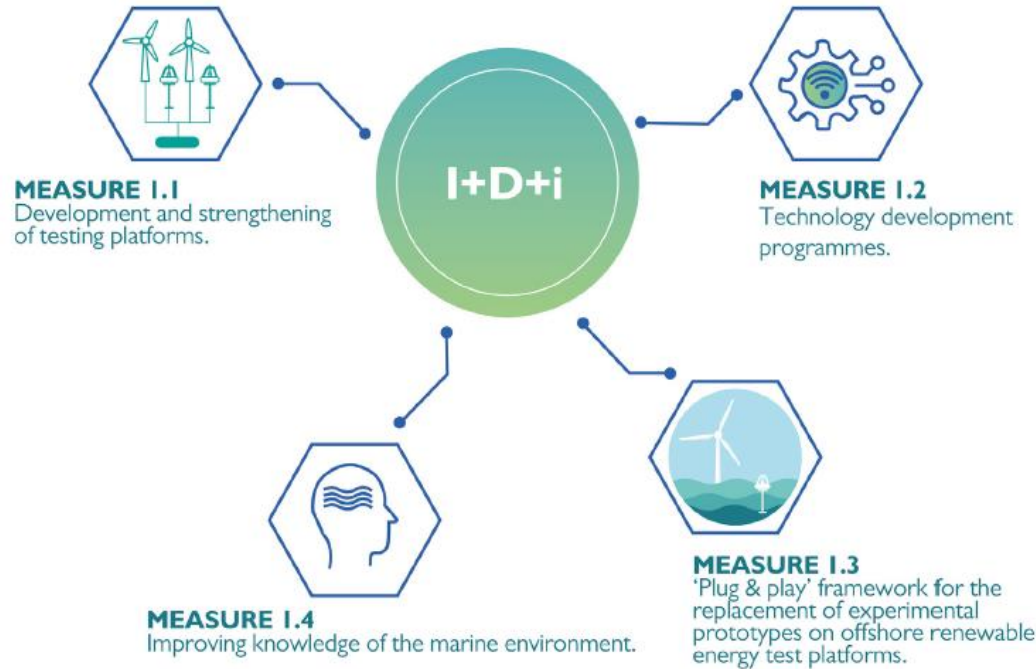 I+D+i
MEASURE 1.1
Development and strengthening
of testing platforms.
MEASURE 1.2
Technology development
programmes.
MEASURE 1.3
'Plug & play' framework for the
replacement of experimental
prototypes on offshore renewable
energy test platforms.
MEASURE 1.4
Improving knowledge of the marine environment.